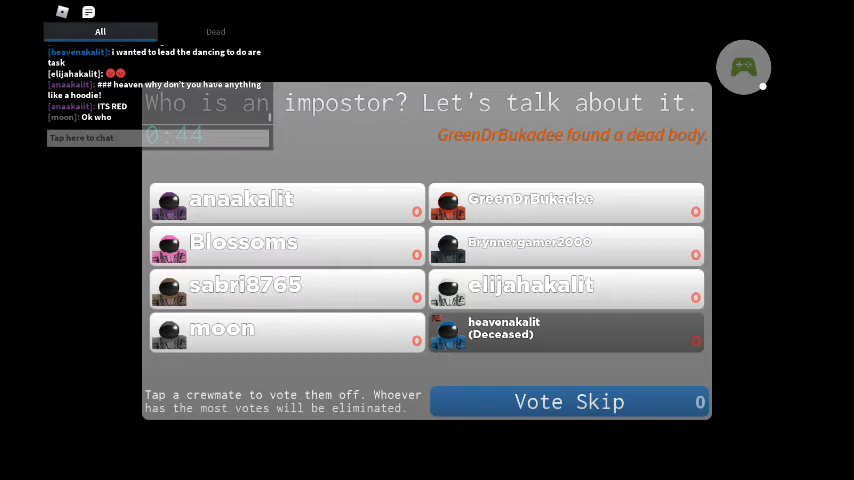 All
Dead
[heavenakalit]: i wanted to lead the dancing to do are
task
[elijahakalit]: 😡😡
[anaakalit]: ### heaven why don't you have anything
like a hoodie!
[anaakalit]: ITS RED
[moon]: Ok who
Tap here to chat
Who is an impostor? Let's talk about it.
0:44
GreenDrBukadee found a dead body.
anaakalit 0
GreenDrBukadee 0
Blossoms 0
Brynnergamer2000 0
sabri8765 0
elijahakalit 0
moon 0
heavenakalit
(Deceased) 0
Tap a crewmate to vote them off. Whoever
has the most votes will be eliminated.
Vote Skip 0